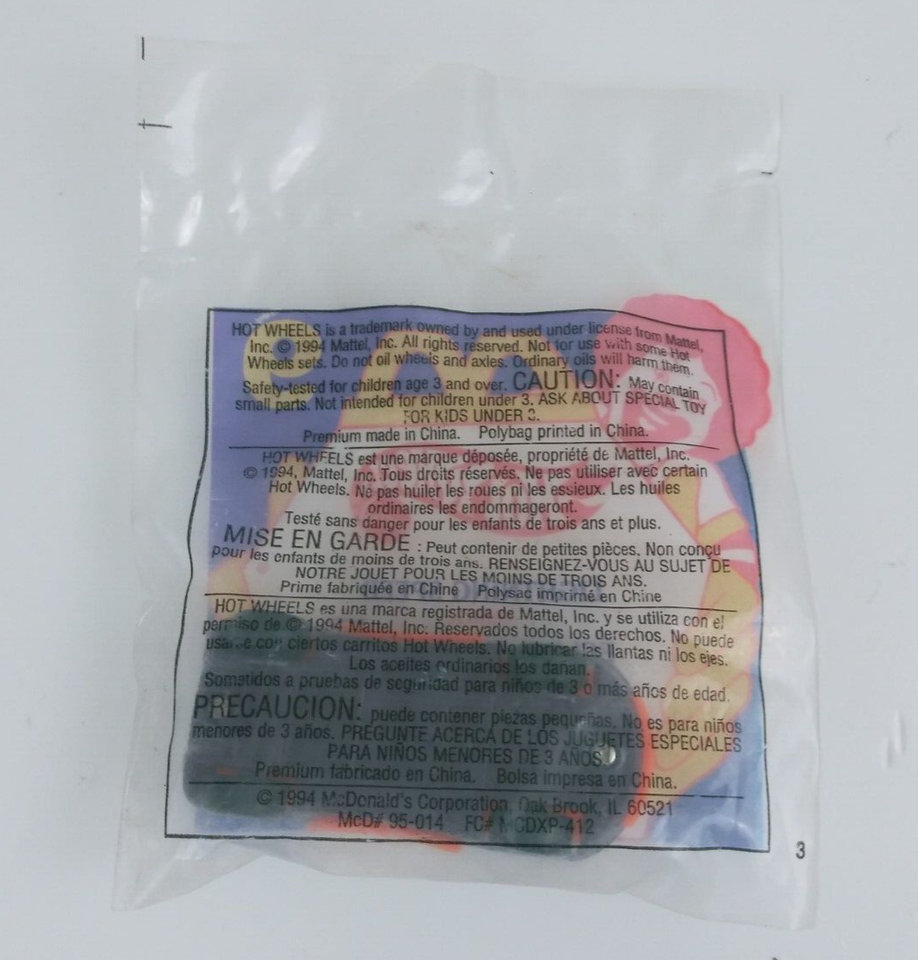 HOT WHEELS is a trademark owned by and used under license from Mattel,
Inc. © 1994 Mattel, Inc. All rights reserved. Not for use with some Hot
Wheels sets. Do not oil wheels and axles. Ordinary oils will harm them.
Safety-tested for children age 3 and over. CAUTION: May contain
small parts. Not intended for children under 3. ASK ABOUT SPECIAL TOY
FOR KIDS UNDER 3.
Premium made in China. Polybag printed in China.
HOT WHEELS est une marque déposée, propriété de Mattel, Inc.
© 1994, Mattel, Inc. Tous droits réservés. Ne pas utiliser avec certain
Hot Wheels. Ne pas huiler les roues ni les essieux. Les huiles
ordinaires les endommageront.
Testé sans danger pour les enfants de trois ans et plus.
MISE EN GARDE : Peut contenir de petites pièces. Non conçu
pour les enfants de moins de trois ans. RENSEIGNEZ-VOUS AU SUJET DE
NOTRE JOUET POUR LES MOINS DE TROIS ANS.
Prime fabriquée en Chine Polysac imprimé en Chine
HOT WHEELS es una marca registrada de Mattel, Inc. y se utiliza con el
permiso de © 1994 Mattel, Inc. Reservados todos los derechos. No puede
usarse con ciertos carritos Hot Wheels. No lubricar las llantas ni los ejes.
Los aceites ordinarios los dañan.
Sometidos a pruebas de seguridad para niños de 3 o más años de edad.
PRECAUCION: puede contener piezas pequeñas. No es para niños
menores de 3 años. PREGUNTE ACERCA DE LOS JUGUETES ESPECIALES
PARA NIÑOS MENORES DE 3 AÑOS.
Premium fabricado en China. Bolsa impresa en China.
© 1994 McDonald's Corporation, Oak Brook, IL 60521
McD# 95-014 FC# MCDXP-412
3